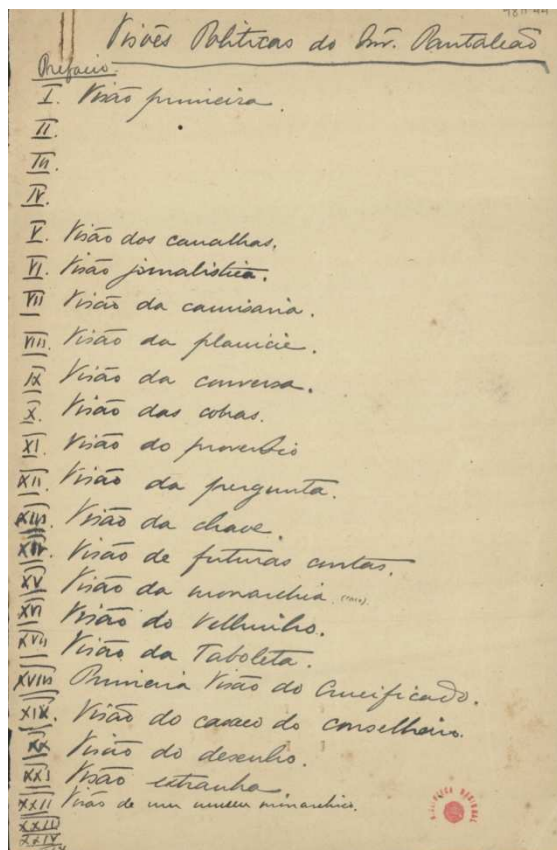 Visões Politicas do Snr. Pantaleão
Prefacio
I. Visão primeira.
II.
III.
IV.
V. Visão dos canalhas.
VI. Visão jornalistica.
VII Visão da camisaria.
VIII. Visão da planicie.
IX Visão da conversa.
X. Visão das cobras.
XI. Visão do proverbio
XII. Visão da pergunta.
XIII. Visão da chave.
XIV. Visão de futuras contas.
XV Visão da monarchia
XVI Visão do Velhinho.
XVII Visão da Taboleta.
XVIII Primeira Visão do Crucificado.
XIX. Visão do casaco do conselheiro.
XX Visão do desenho.
XXI Visão extranha.
XXII Visão de um museu monarchico.
XXIII
XXIV